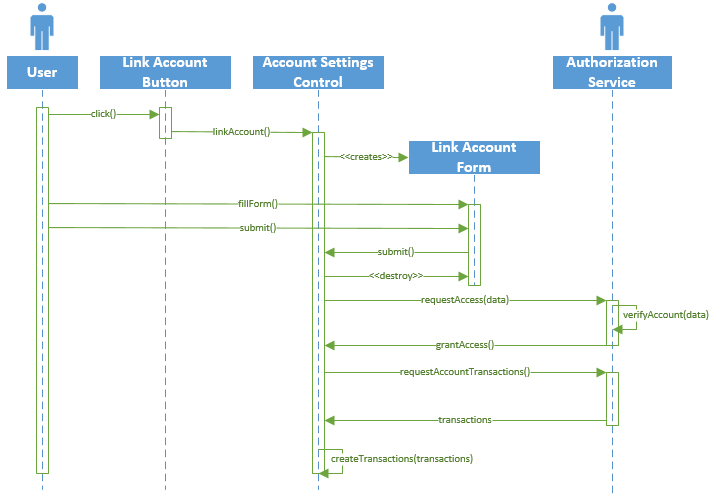 User
Link Account
Button
Account Settings
Control
Authorization
Service
click()
linkAccount()
<<creates>>
Link Account
Form
fillForm()
submit()
submit()
<<destroy>>
requestAccess(data)
verifyAccount(data)
grantAccess()
requestAccountTransactions()
transactions
createTransactions(transactions)